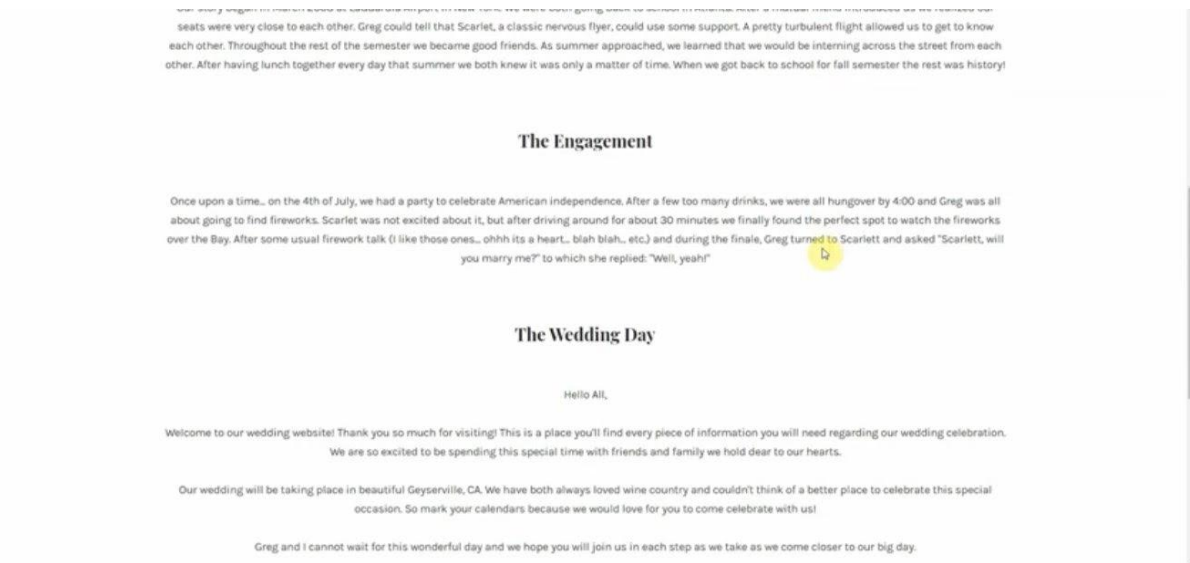 seats were very close to each other. Greg could tell that Scarlet, a classic nervous flyer, could use some support. A pretty turbulent flight allowed us to get to know
each other. Throughout the rest of the semester we became good friends. As summer approached, we learned that we would be interning across the street from each
other. After having lunch together every day that summer we both knew it was only a matter of time. When we got back to school for fall semester the rest was history!
The Engagement
Once upon a time... on the 4th of July, we had a party to celebrate American independence. After a few too many drinks, we were all hungover by 4:00 and Greg was all
about going to find fireworks. Scarlet was not excited about it, but after driving around for about 30 minutes we finally found the perfect spot to watch the fireworks
over the Bay. After some usual firework talk (I like those ones... ohhh its a heart... blah blah... etc.) and during the finale, Greg turned to Scarlett and asked "Scarlett, will
you marry me?" to which she replied: "Well, yeah!"
The Wedding Day
Hello All,
Welcome to our wedding website! Thank you so much for visiting! This is a place you'll find every piece of information you will need regarding our wedding celebration.
We are so excited to be spending this special time with friends and family we hold dear to our hearts.
Our wedding will be taking place in beautiful Geyserville, CA. We have both always loved wine country and couldn't think of a better place to celebrate this special
occasion. So mark your calendars because we would love for you to come celebrate with us!
Greg and I cannot wait for this wonderful day and we hope you will join us in each step as we take as we come closer to our big day.